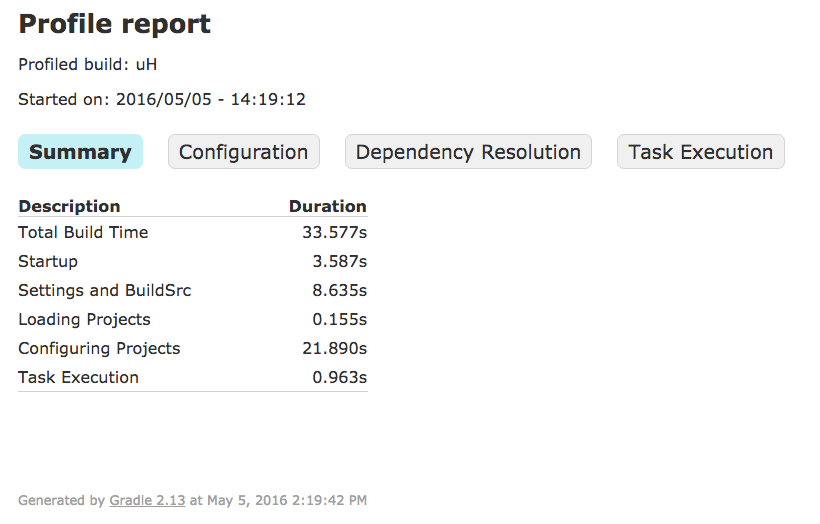 Profile report
Profiled build: uH
Started on: 2016/05/05 - 14:19:12
Summary Configuration Dependency Resolution Task Execution
Description Duration
Total Build Time 33.577s
Startup 3.587s
Settings and BuildSrc 8.635s
Loading Projects 0.155s
Configuring Projects 21.890s
Task Execution 0.963s
Generated by Gradle 2.13 at May 5, 2016 2:19:42 PM